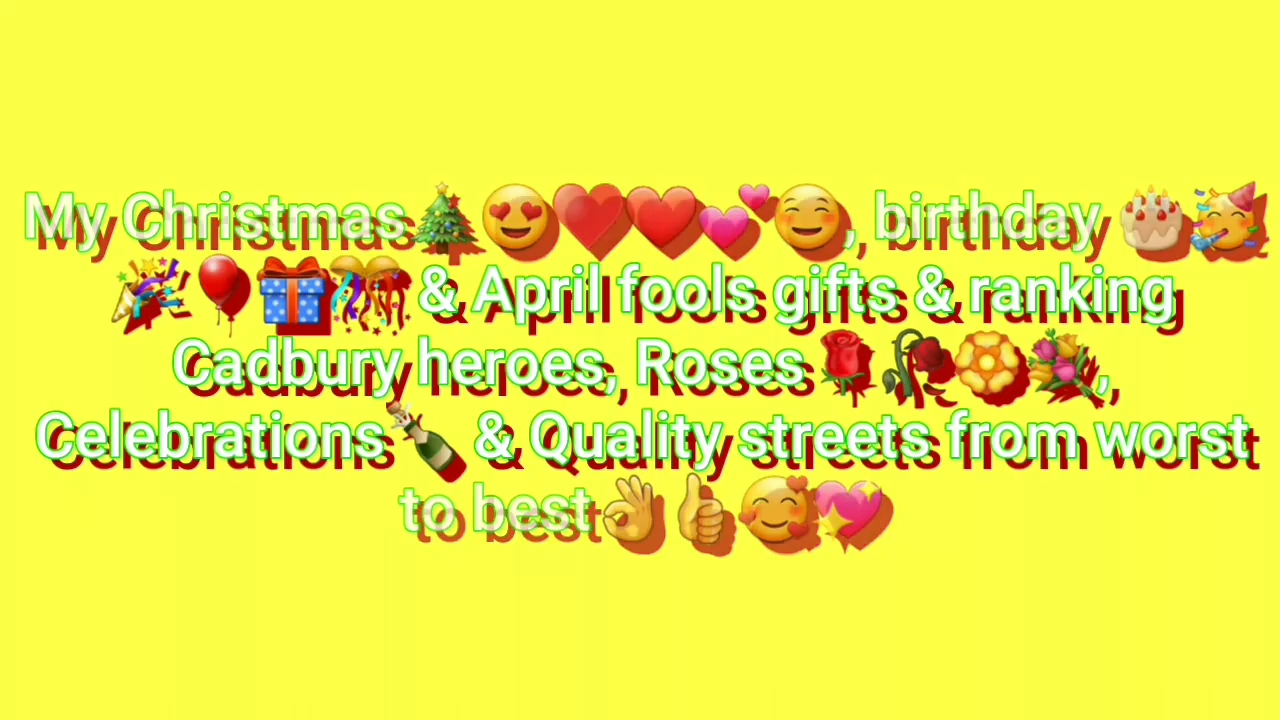 My Christmas🎄😍❤️❤️💕😊, birthday 🎂🥳
🎉🎈🎁🎊 & April fools gifts & ranking
Cadbury heroes, Roses🌹🥀🏵️💐,
Celebrations🍾 & Quality streets from worst
to best👌👍🥰💖